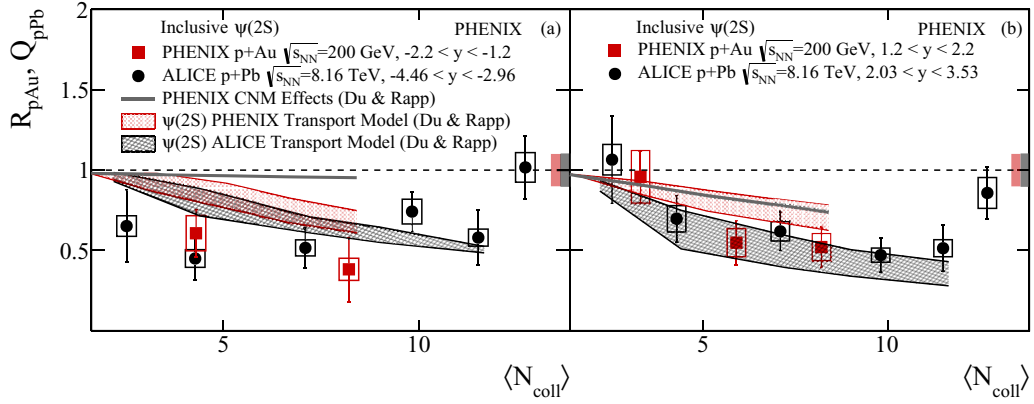 R_pAu, Q_pPb
2
1.5
1
0.5
0
Inclusive ψ(2S) PHENIX (a)
PHENIX p+Au √s_NN=200 GeV, -2.2 < y < -1.2
ALICE p+Pb √s_NN=8.16 TeV, -4.46 < y < -2.96
PHENIX CNM Effects (Du & Rapp)
ψ(2S) PHENIX Transport Model (Du & Rapp)
ψ(2S) ALICE Transport Model (Du & Rapp)
5 10
⟨N_coll⟩
Inclusive ψ(2S) PHENIX (b)
PHENIX p+Au √s_NN=200 GeV, 1.2 < y < 2.2
ALICE p+Pb √s_NN=8.16 TeV, 2.03 < y < 3.53
5 10
⟨N_coll⟩